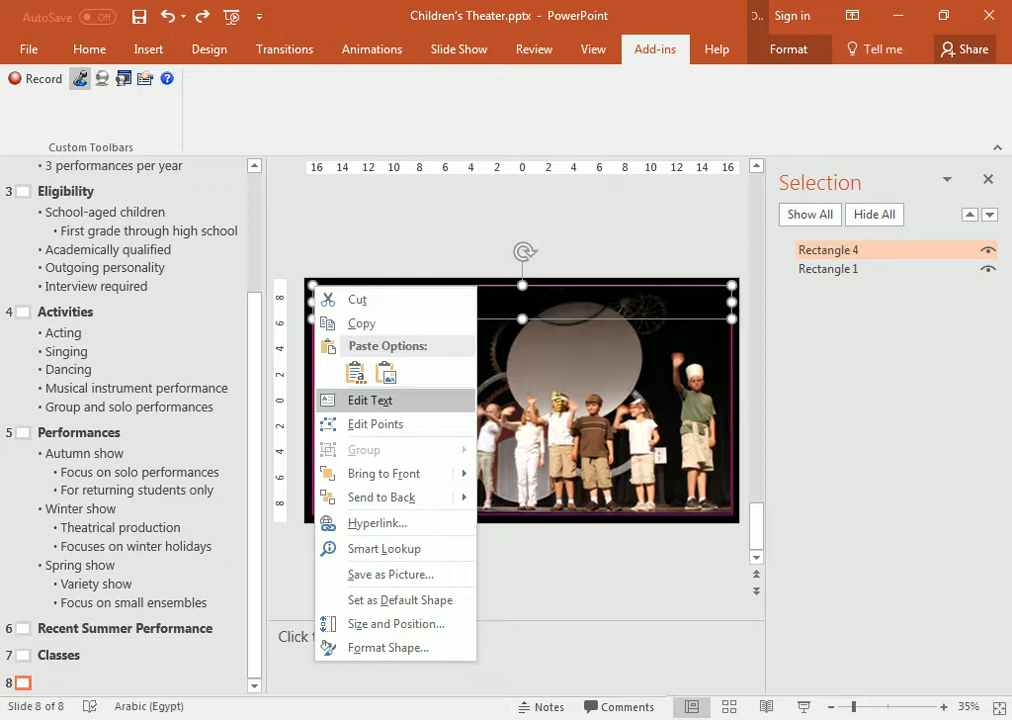 AutoSave Off
Children's Theater.pptx - PowerPoint
D..
Sign in
File Home Insert Design Transitions Animations Slide Show Review View Add-ins Help Format Tell me Share
Record
Custom Toolbars
• 3 performances per year
3 Eligibility
• School-aged children
• First grade through high school
• Academically qualified
• Outgoing personality
• Interview required
4 Activities
• Acting
• Singing
• Dancing
• Musical instrument performance
• Group and solo performances
5 Performances
• Autumn show
• Focus on solo performances
• For returning students only
• Winter show
• Theatrical production
• Focuses on winter holidays
• Spring show
• Variety show
• Focus on small ensembles
6 Recent Summer Performance
7 Classes
8
16 14 12 10 8 6 4 2 0 2 4 6 8 10 12 14 16
8
6
4
2
0
2
4
6
8
Cut
Copy
Paste Options:
Edit Text
Edit Points
Group
Bring to Front
Send to Back
Hyperlink...
Smart Lookup
Save as Picture...
Set as Default Shape
Size and Position...
Format Shape...
Click
Selection
Show All Hide All
Rectangle 4
Rectangle 1
Slide 8 of 8 Arabic (Egypt) Notes Comments 35%